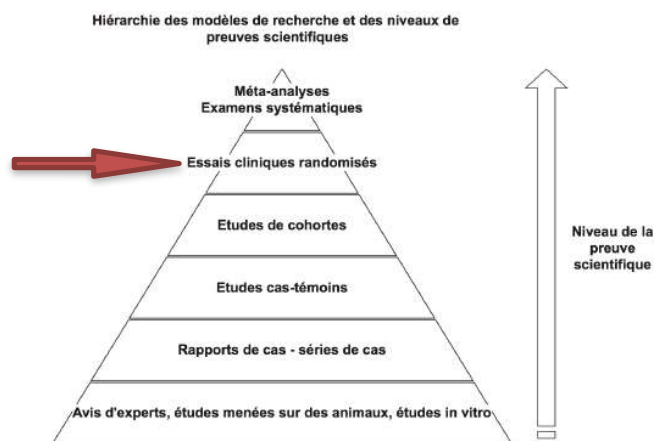 Hiérarchie des modèles de recherche et des niveaux de
preuves scientifiques
Méta-analyses
Examens systématiques
Essais cliniques randomisés
Etudes de cohortes
Etudes cas-témoins
Rapports de cas - séries de cas
Avis d'experts, études menées sur des animaux, études in vitro
Niveau de la
preuve
scientifique